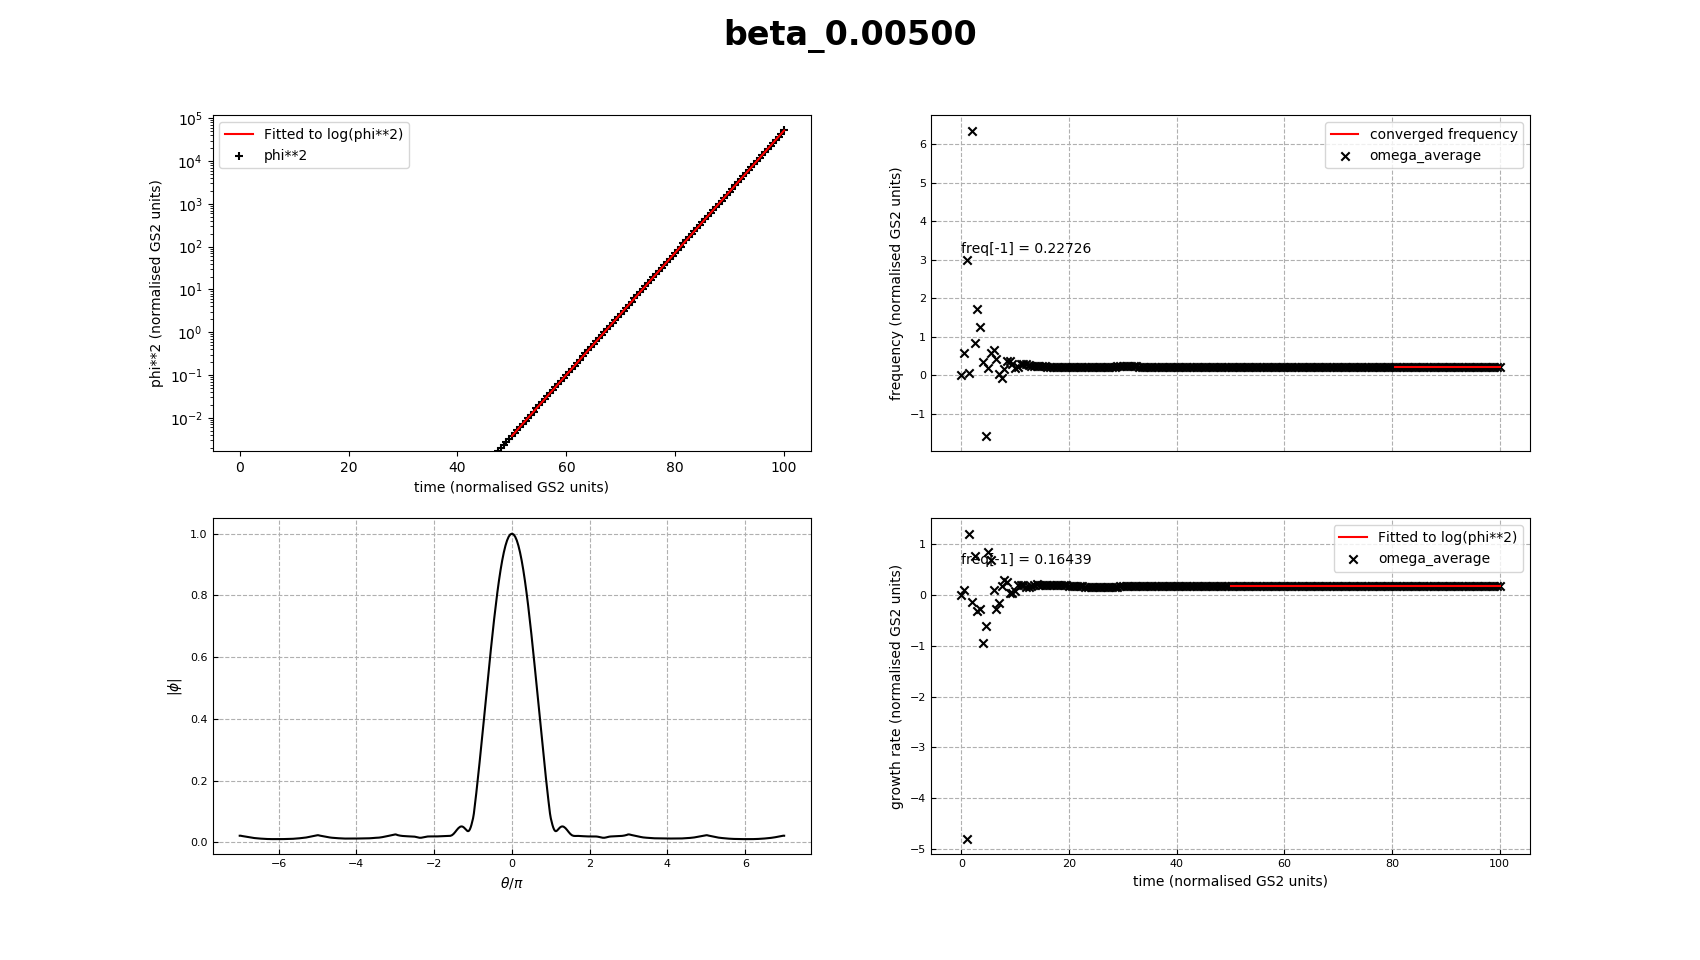 beta_0.00500
10^5
10^4
10^3
10^2
10^1
10^0
10^-1
10^-2
phi**2 (normalised GS2 units)
Fitted to log(phi**2)
phi**2
0 20 40 60 80 100
time (normalised GS2 units)
6
5
4
3
2
1
0
−1
frequency (normalised GS2 units)
converged frequency
omega_average
freq[-1] = 0.22726
1.0
0.8
0.6
0.4
0.2
0.0
|ϕ|
−6 −4 −2 0 2 4 6
θ/π
1
0
−1
−2
−3
−4
−5
growth rate (normalised GS2 units)
Fitted to log(phi**2)
omega_average
freq[-1] = 0.16439
0 20 40 60 80 100
time (normalised GS2 units)